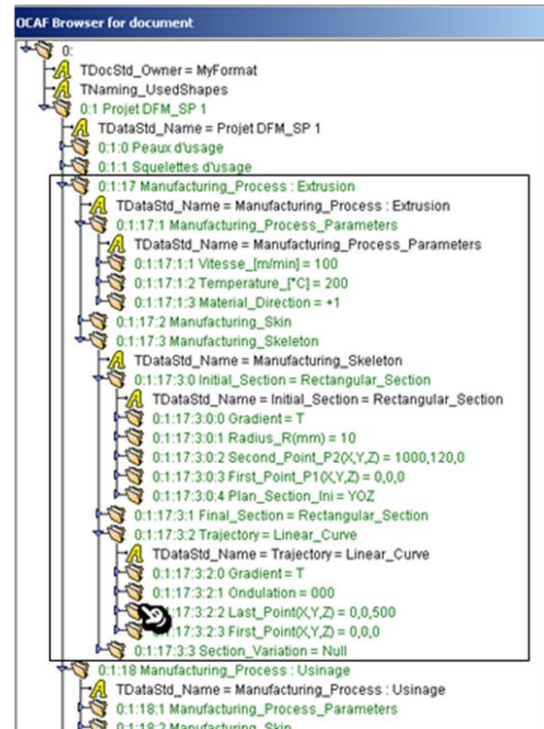 OCAF Browser for document
0:
TDocStd_Owner = MyFormat
TNaming_UsedShapes
0:1 Projet DFM_SP 1
TDataStd_Name = Projet DFM_SP 1
0:1:0 Peaux d'usage
0:1:1 Squelettes d'usage
0:1:17 Manufacturing_Process : Extrusion
TDataStd_Name = Manufacturing_Process : Extrusion
0:1:17:1 Manufacturing_Process_Parameters
TDataStd_Name = Manufacturing_Process_Parameters
0:1:17:1:1 Vitesse_[m/min] = 100
0:1:17:1:2 Temperature_[°C] = 200
0:1:17:1:3 Material_Direction = +1
0:1:17:2 Manufacturing_Skin
0:1:17:3 Manufacturing_Skeleton
TDataStd_Name = Manufacturing_Skeleton
0:1:17:3:0 Initial_Section = Rectangular_Section
TDataStd_Name = Initial_Section = Rectangular_Section
0:1:17:3:0:0 Gradient = T
0:1:17:3:0:1 Radius_R(mm) = 10
0:1:17:3:0:2 Second_Point_P2(X,Y,Z) = 1000,120,0
0:1:17:3:0:3 First_Point_P1(X,Y,Z) = 0,0,0
0:1:17:3:0:4 Plan_Section_Ini = YOZ
0:1:17:3:1 Final_Section = Rectangular_Section
0:1:17:3:2 Trajectory = Linear_Curve
TDataStd_Name = Trajectory = Linear_Curve
0:1:17:3:2:0 Gradient = T
0:1:17:3:2:1 Ondulation = 000
:17:3:2:2 Last_Point(X,Y,Z) = 0,0,500
:17:3:2:3 First_Point(X,Y,Z) = 0,0,0
0:1:17:3:3 Section_Variation = Null
0:1:18 Manufacturing_Process : Usinage
TDataStd_Name = Manufacturing_Process : Usinage
0:1:18:1 Manufacturing_Process_Parameters
0:1:18:2 Manufacturing_Skin